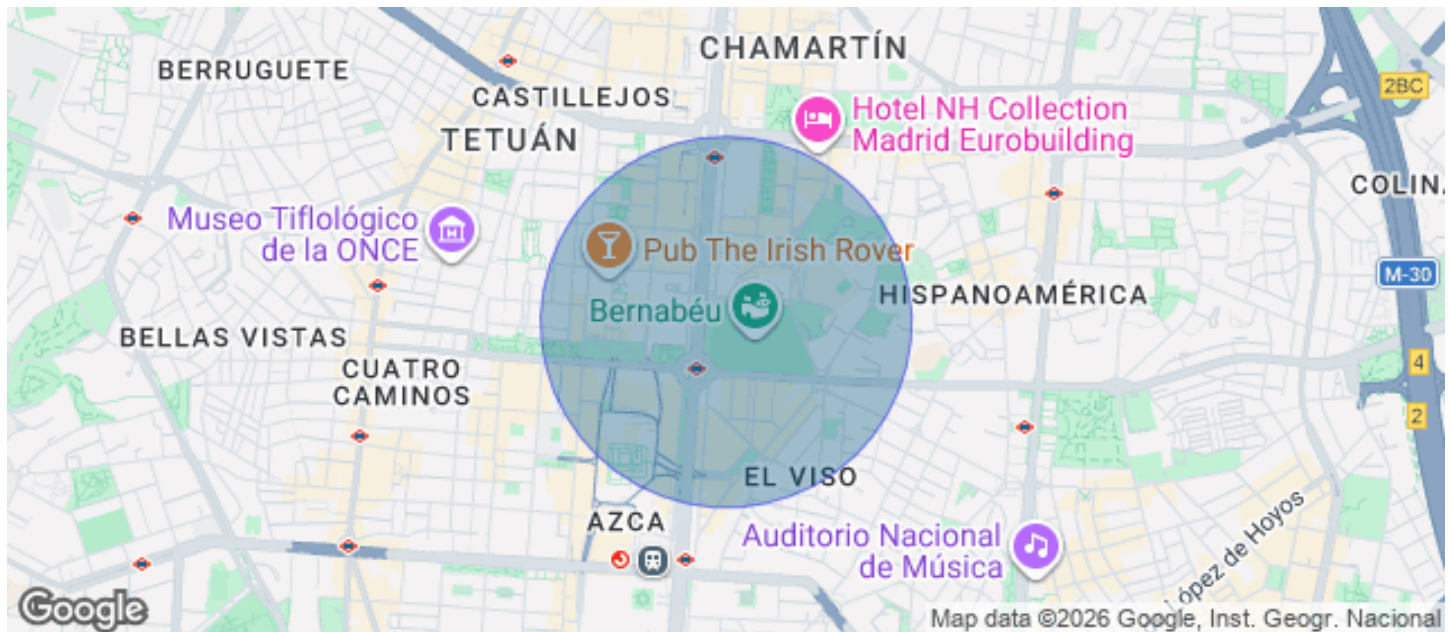 CHAMARTÍN
BERRUGUETE
2BC
CASTILLEJOS
Hotel NH Collection
Madrid Eurobuilding
TETUÁN
COLIN
Museo Tiflológico
de la ONCE
Pub The Irish Rover
M-30
HISPANOAMÉRICA
Bernabéu
BELLAS VISTAS
4
CUATRO
CAMINOS
2
EL VISO
López de Hoyos
AZCA
Auditorio Nacional
de Música
Google
Map data ©2026 Google, Inst. Geogr. Nacional